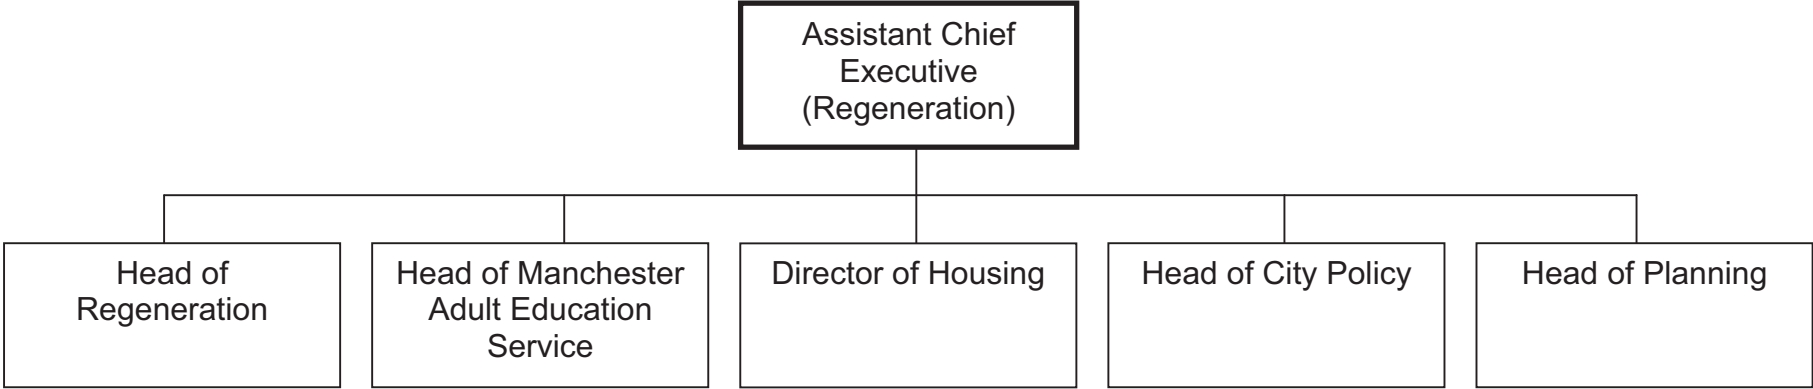 Assistant Chief
Executive
(Regeneration)
Head of
Regeneration
Head of Manchester
Adult Education
Service
Director of Housing
Head of City Policy
Head of Planning